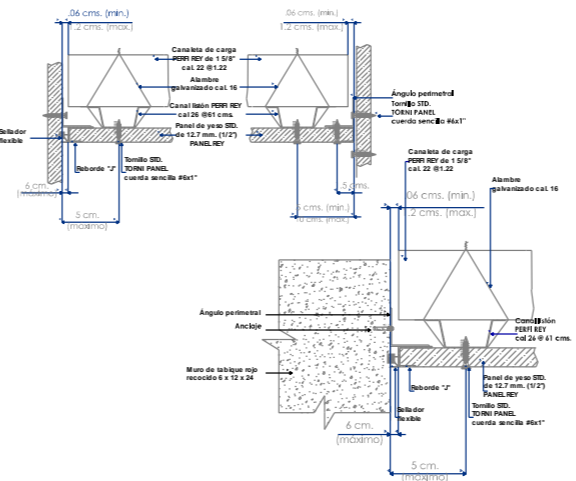 .06 cms. (min.)
1.2 cms. (max.)
.06 cms. (min.)
1.2 cms. (max.)
Canaleta de carga
PERFI REY de 1 5/8"
cal. 22 @1.22
Alambre
galvanizado cal. 16
Canal listón PERFI REY
cal 26 @61 cms.
Panel de yeso STD.
de 12.7 mm. (1/2")
PANEL REY
Sellador
flexible
Reborde "J"
Tornillo STD.
TORNI PANEL
cuerda sencilla #6x1"
6 cm.
(máximo)
5 cm.
(máximo)
Ángulo perimetral
Tornillo STD.
TORNI PANEL
cuerda sencilla #6x1"
.5 cms.
cms. (min.)
cms. (max.)
Canaleta de carga
PERFI REY de 1 5/8"
cal. 22 @1.22
.06 cms. (min.)
1.2 cms. (max.)
Alambre
galvanizado cal. 16
Ángulo perimetral
Anclaje
Muro de tabique rojo
recocido 6 x 12 x 24
Canal listón
PERFI REY
cal 26 @ 61 cms.
Reborde "J"
Panel de yeso STD.
de 12.7 mm. (1/2")
PANEL REY
Sellador
flexible
Tornillo STD.
TORNI PANEL
cuerda sencilla #6x1"
6 cm.
(máximo)
5 cm.
(máximo)